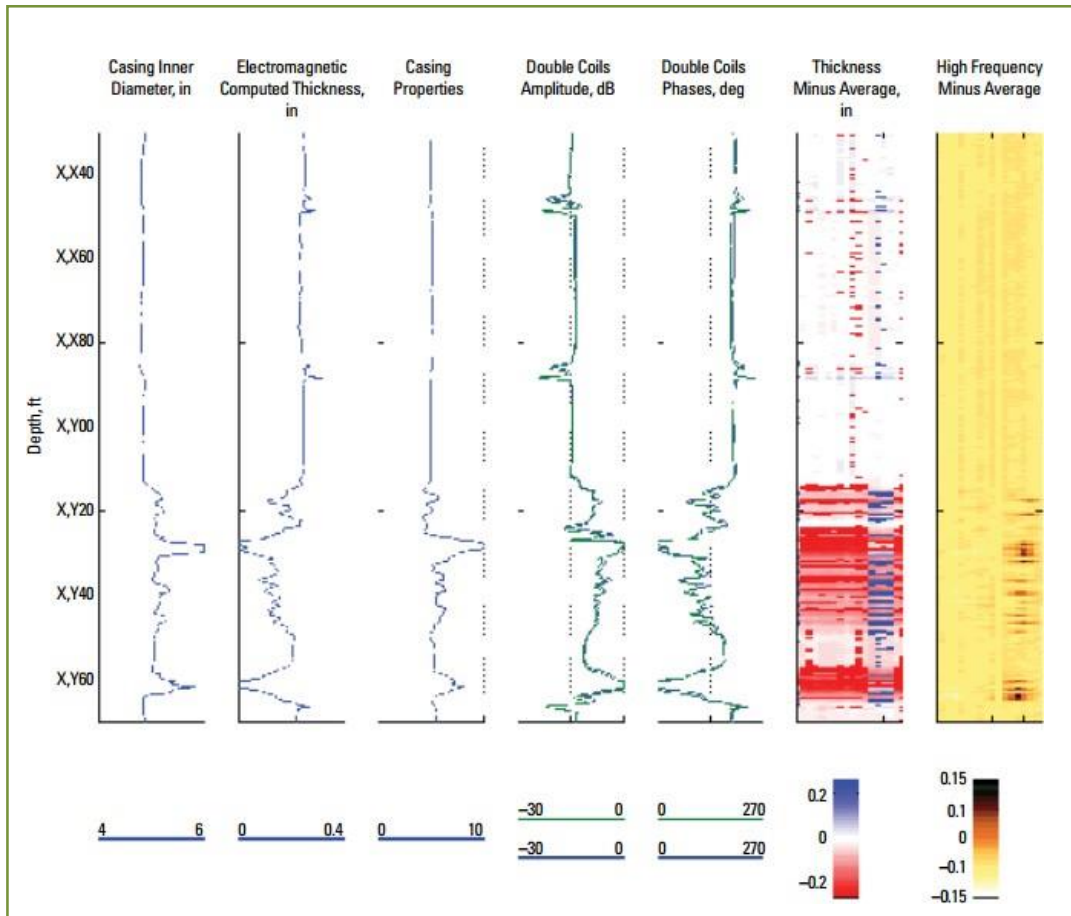 Casing Inner
Diameter, in
Electromagnetic
Computed Thickness,
in
Casing
Properties
Double Coils
Amplitude, dB
Double Coils
Phases, deg
Thickness
Minus Average,
in
High Frequency
Minus Average
Depth, ft
X,X40
X,X60
X,X80
X,Y00
X,Y20
X,Y40
X,Y60
4 6
0 0.4
0 10
–30 0
–30 0
0 270
0 270
0.2
0
–0.2
0.15
0.1
0
–0.1
–0.15